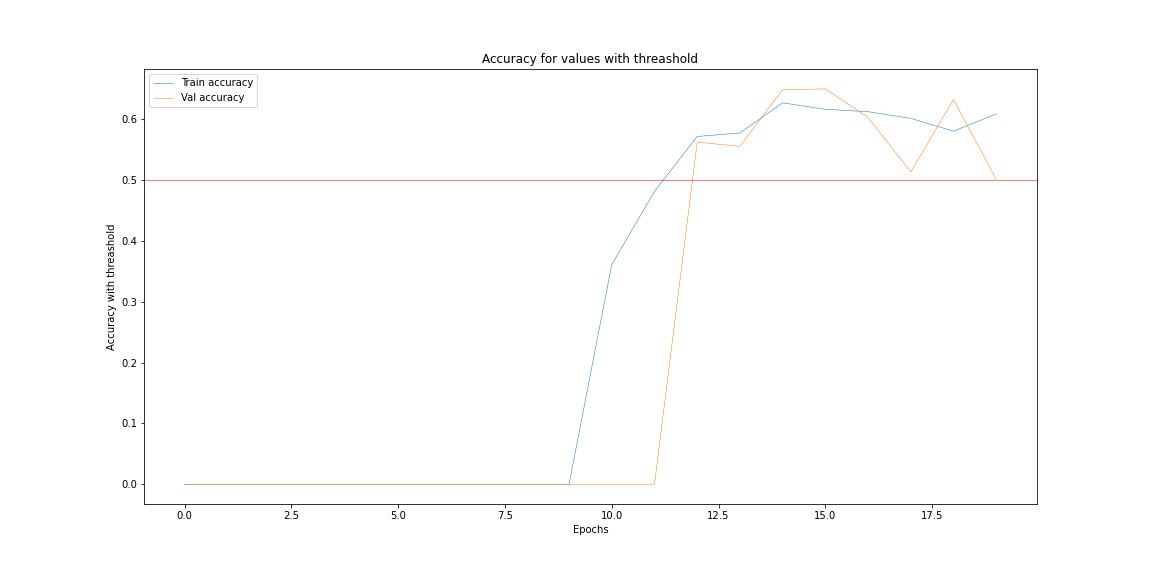 Accuracy for values with threashold
Train accuracy
Val accuracy
Accuracy with threashold
0.6
0.5
0.4
0.3
0.2
0.1
0.0
0.0 2.5 5.0 7.5 10.0 12.5 15.0 17.5
Epochs